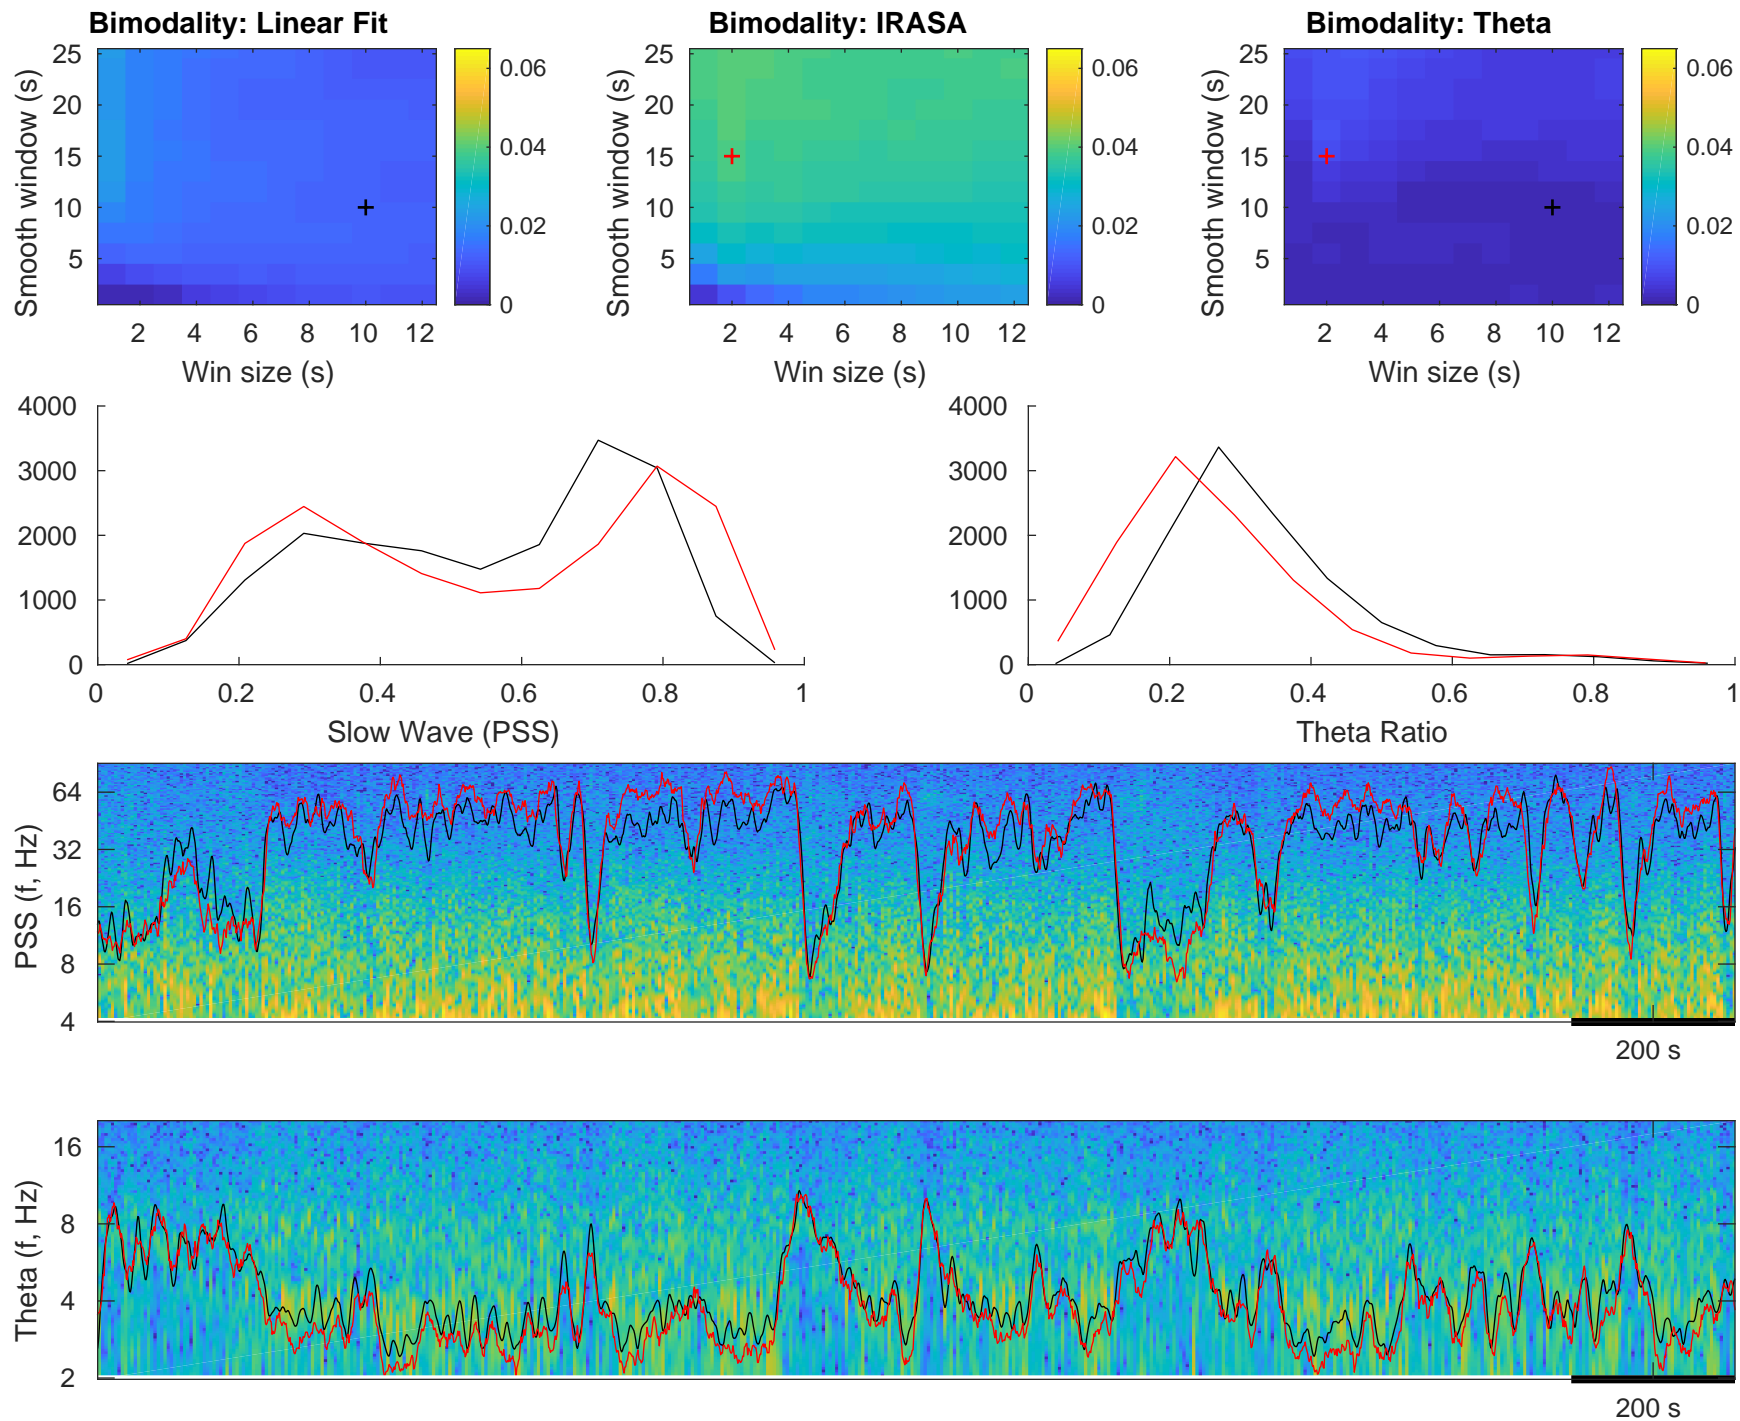 Bimodality: Linear Fit
Bimodality: IRASA
Bimodality: Theta
Smooth window (s)
25
20
15
10
5
2 4 6 8 10 12
Win size (s)
0.06
0.04
0.02
0
Smooth window (s)
25
20
15
10
5
2 4 6 8 10 12
Win size (s)
0.06
0.04
0.02
0
Smooth window (s)
25
20
15
10
5
2 4 6 8 10 12
Win size (s)
0.06
0.04
0.02
0
4000
3000
2000
1000
0
0 0.2 0.4 0.6 0.8 1
Slow Wave (PSS)
4000
3000
2000
1000
0
0 0.2 0.4 0.6 0.8 1
Theta Ratio
PSS (f, Hz)
64
32
16
8
4
200 s
Theta (f, Hz)
16
8
4
2
200 s